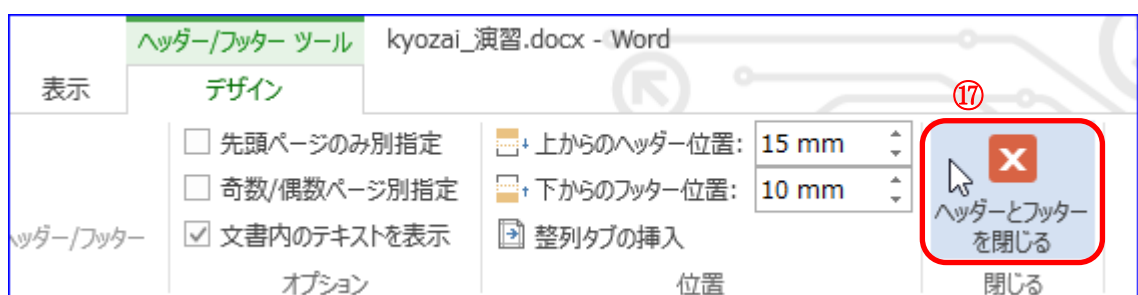 ヘッダー/フッター ツール kyozai_演習.docx - Word
表示 デザイン
⑰
先頭ページのみ別指定 上からのヘッダー位置: 15 mm
奇数/偶数ページ別指定 下からのフッター位置: 10 mm
ヘッダー/フッター 文書内のテキストを表示 整列タブの挿入
ヘッダーとフッター
を閉じる
オプション 位置 閉じる